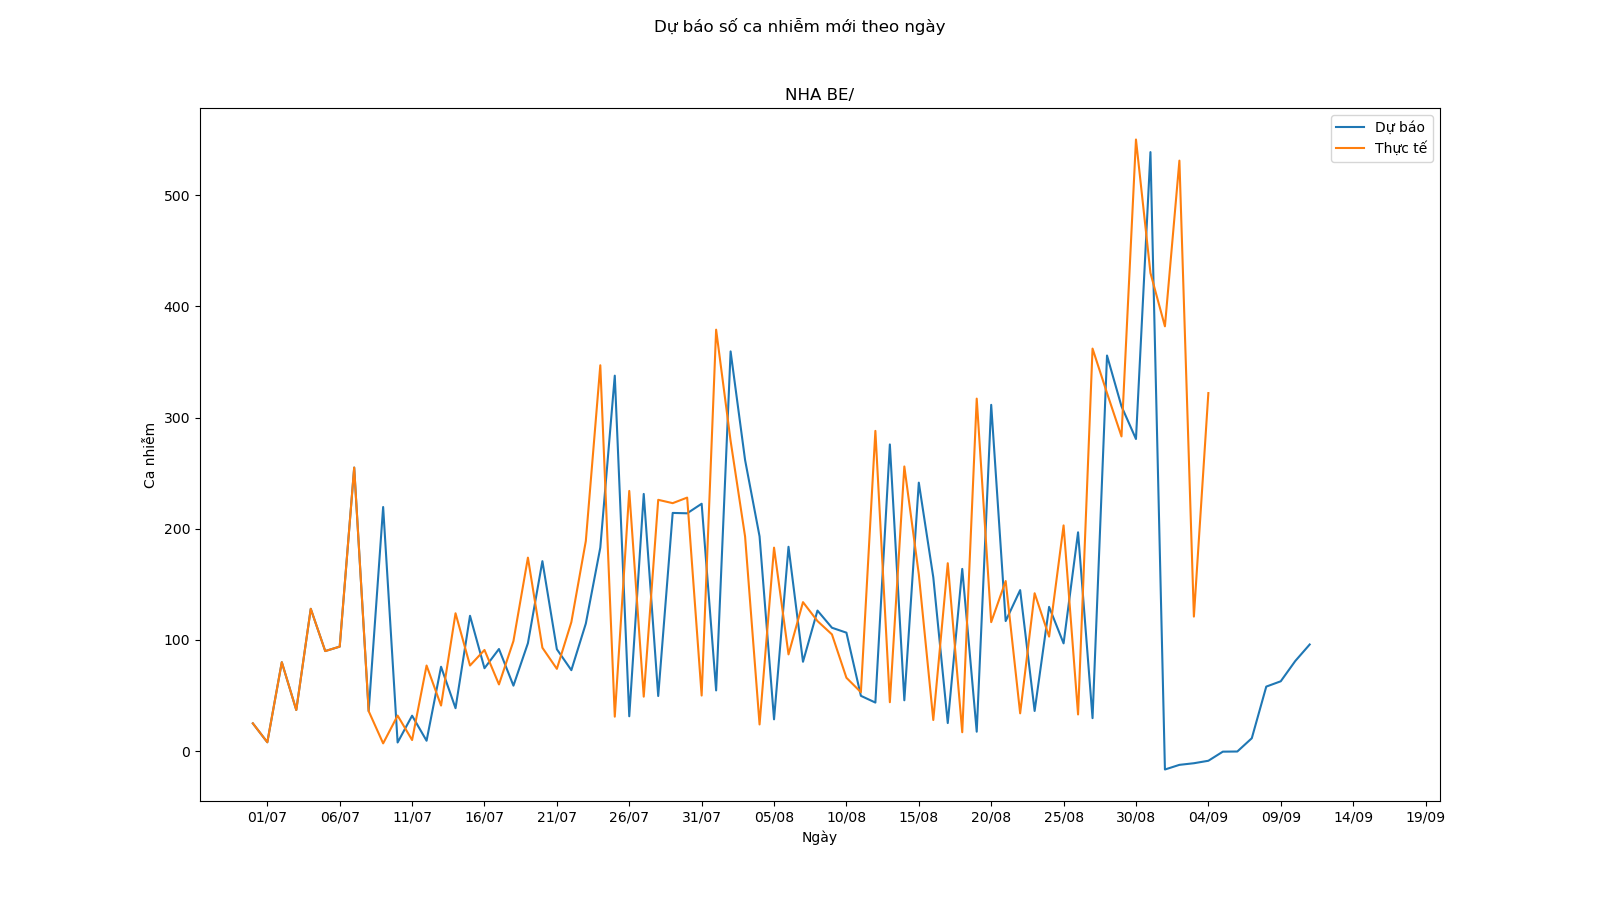 Dự báo số ca nhiễm mới theo ngày
NHA BE/
Dự báo
Thực tế
500
400
300
200
100
0
Ca nhiễm
01/07 06/07 11/07 16/07 21/07 26/07 31/07 05/08 10/08 15/08 20/08 25/08 30/08 04/09 09/09 14/09 19/09
Ngày